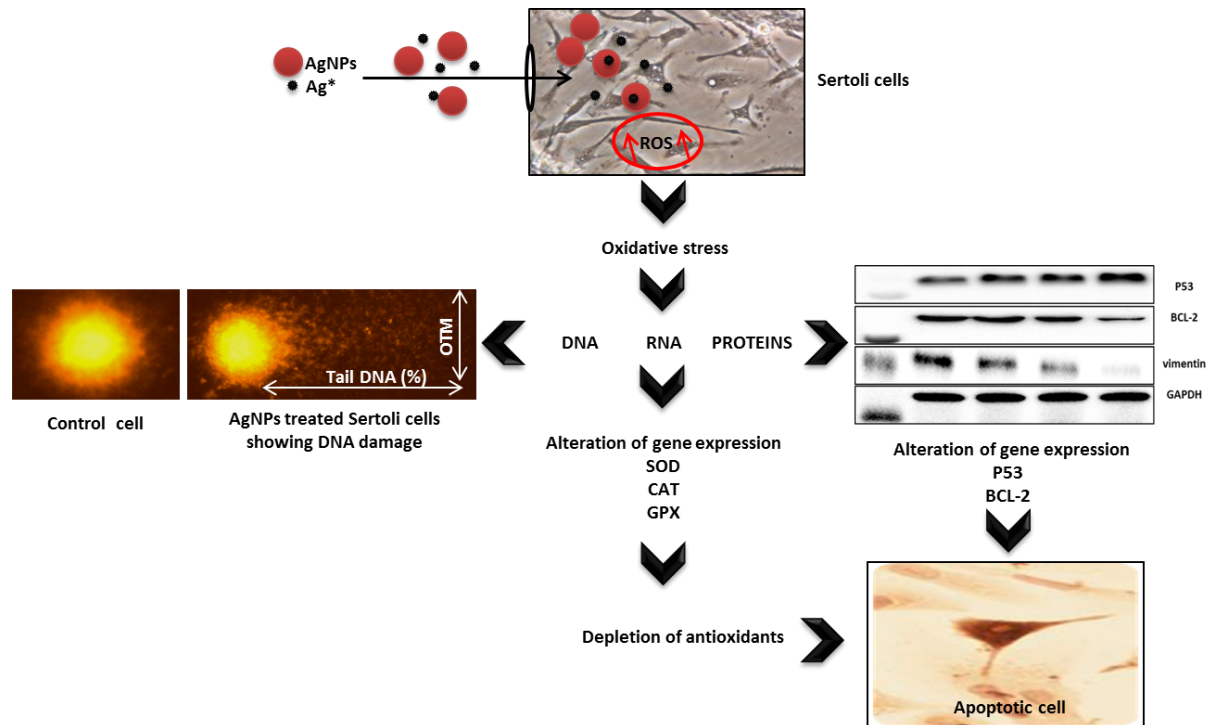 AgNPs
Ag*
Sertoli cells
ROS
Oxidative stress
P53
BCL-2
vimentin
GAPDH
OTM
Tail DNA (%)
DNA RNA PROTEINS
Control cell
AgNPs treated Sertoli cells
showing DNA damage
Alteration of gene expression
SOD
CAT
GPX
Alteration of gene expression
P53
BCL-2
Depletion of antioxidants
Apoptotic cell